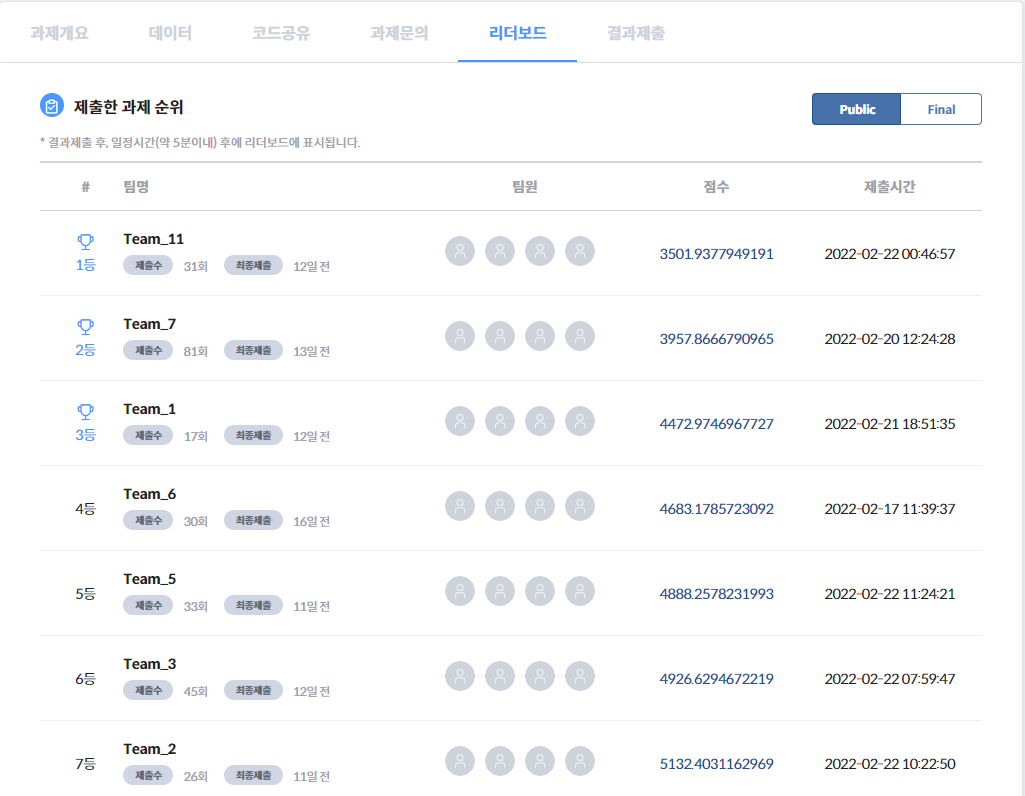 과제개요 데이터 코드공유 과제문의 리더보드 결과제출
제출한 과제 순위 Public Final
* 결과제출 후, 일정시간(약 5분이내) 후에 리더보드에 표시됩니다.
# 팀명 팀원 점수 제출시간
1등 Team_11 3501.9377949191 2022-02-22 00:46:57
제출수 31회 최종제출 12일 전
2등 Team_7 3957.8666790965 2022-02-20 12:24:28
제출수 81회 최종제출 13일 전
3등 Team_1 4472.9746967727 2022-02-21 18:51:35
제출수 17회 최종제출 12일 전
4등 Team_6 4683.1785723092 2022-02-17 11:39:37
제출수 30회 최종제출 16일 전
5등 Team_5 4888.2578231993 2022-02-22 11:24:21
제출수 33회 최종제출 11일 전
6등 Team_3 4926.6294672219 2022-02-22 07:59:47
제출수 45회 최종제출 12일 전
7등 Team_2 5132.4031162969 2022-02-22 10:22:50
제출수 26회 최종제출 11일 전